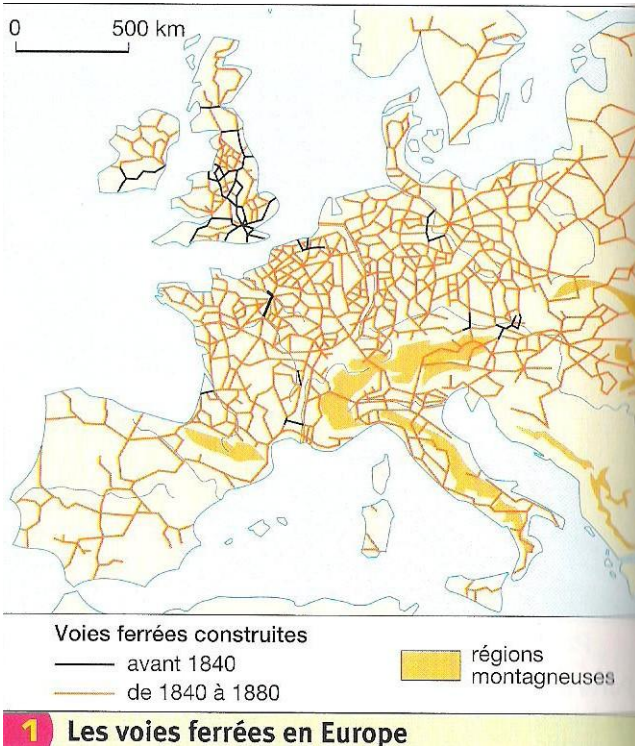 0 500 km
Voies ferrées construites
avant 1840
de 1840 à 1880
régions
montagneuses
1 Les voies ferrées en Europe